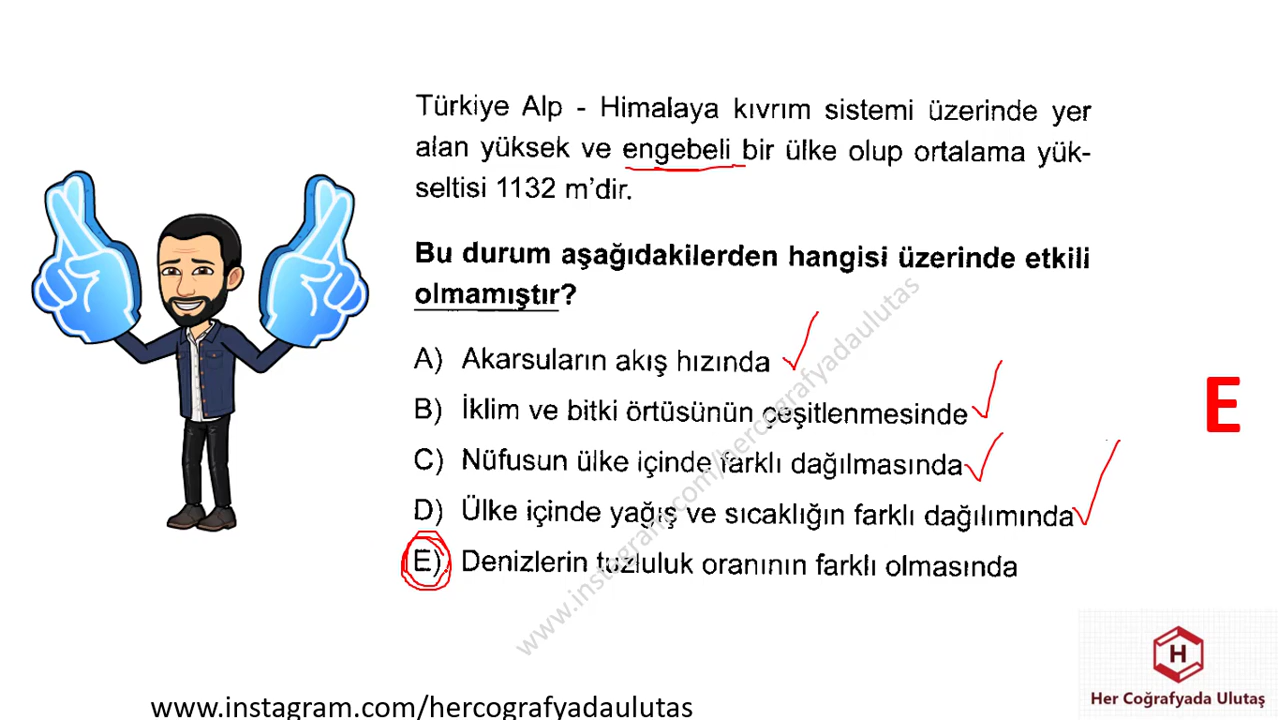 Türkiye Alp - Himalaya kıvrım sistemi üzerinde yer
alan yüksek ve engebeli bir ülke olup ortalama yük-
seltisi 1132 m’dir.
Bu durum aşağıdakilerden hangisi üzerinde etkili
olmamıştır?
A) Akarsuların akış hızında
B) İklim ve bitki örtüsünün çeşitlenmesinde
C) Nüfusun ülke içinde farklı dağılmasında
D) Ülke içinde yağış ve sıcaklığın farklı dağılımında
E) Denizlerin tuzluluk oranının farklı olmasında
E
www.instagram.com/hercografyadaulutas
H
Her Coğrafyada Ulutaş
www.instagram.com/hercografyadaulutas